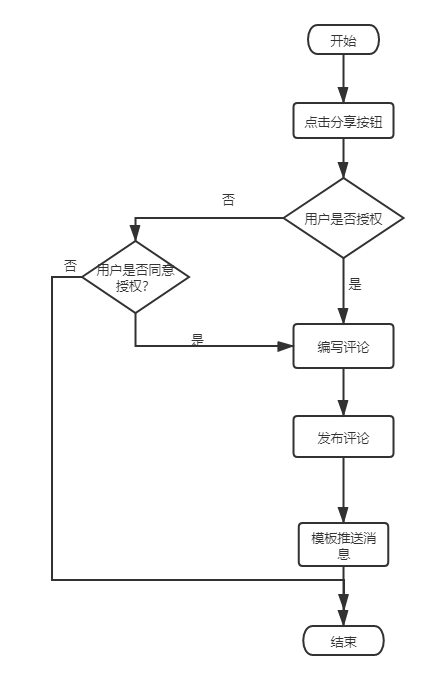 开始
点击分享按钮
否
用户是否授权
否
用户是否同意
授权?
是
是
编写评论
发布评论
模板推送消
息
结束